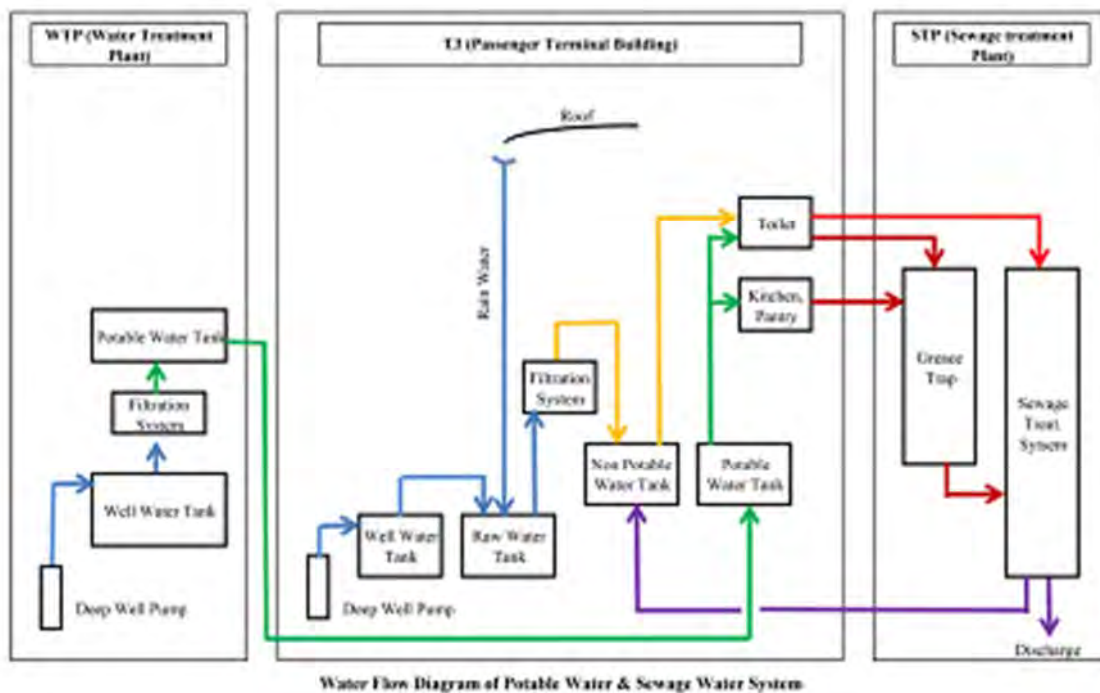 WTP (Water Treatment
Plant)
T3 (Passenger Terminal Building)
STP (Sewage treatment
Plant)
Roof
Rain Water
Toilet
Kitchen,
Pantry
Potable Water Tank
Filtration
System
Well Water Tank
Deep Well Pump
Filtration
System
Non Potable
Water Tank
Potable
Water Tank
Well Water
Tank
Raw Water
Tank
Deep Well Pump
Grease
Trap
Sewage
Treat.
System
Discharge
Water Flow Diagram of Potable Water & Sewage Water System